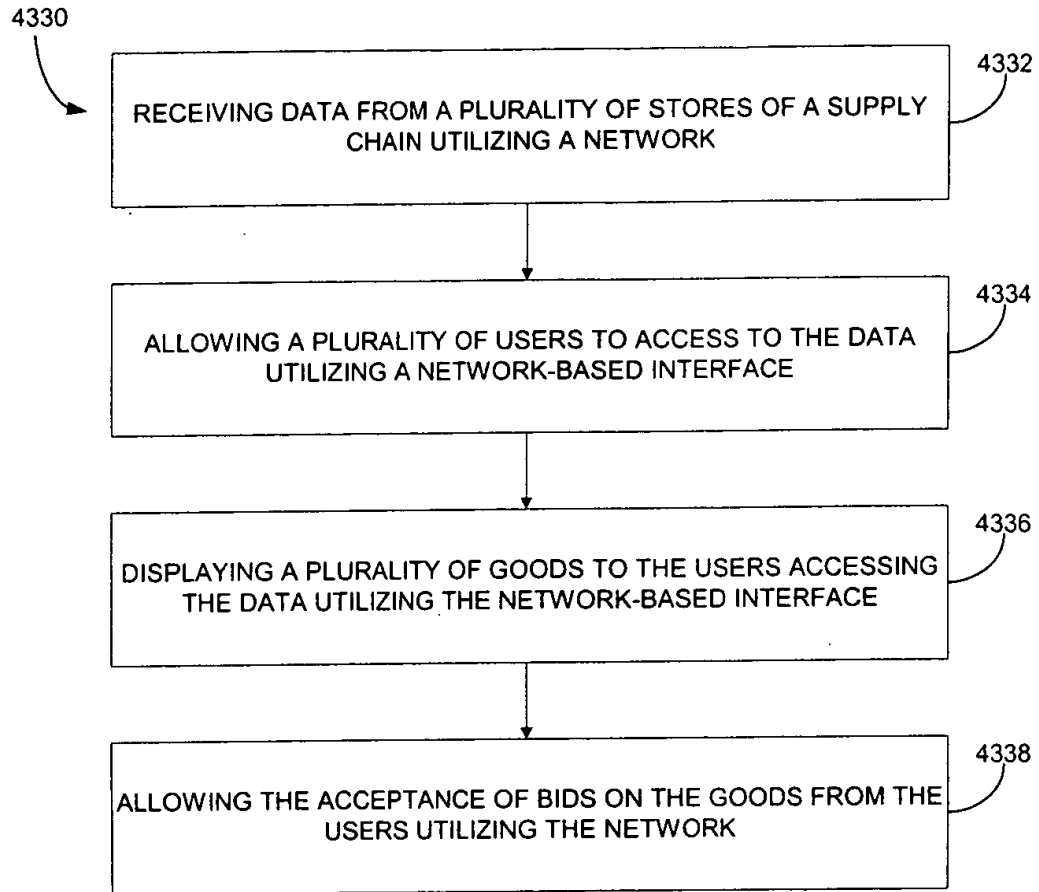 4330
4332
RECEIVING DATA FROM A PLURALITY OF STORES OF A SUPPLY
CHAIN UTILIZING A NETWORK
4334
ALLOWING A PLURALITY OF USERS TO ACCESS TO THE DATA
UTILIZING A NETWORK-BASED INTERFACE
4336
DISPLAYING A PLURALITY OF GOODS TO THE USERS ACCESSING
THE DATA UTILIZING THE NETWORK-BASED INTERFACE
4338
ALLOWING THE ACCEPTANCE OF BIDS ON THE GOODS FROM THE
USERS UTILIZING THE NETWORK